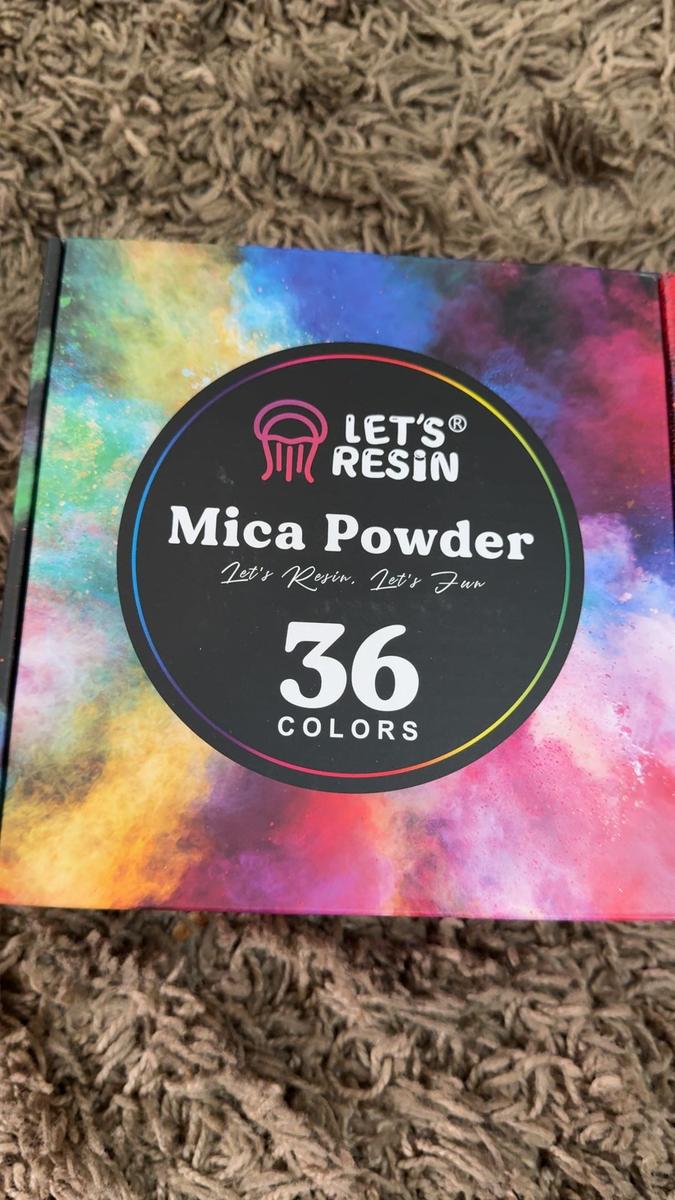 LET'S®
RESIN
Mica Powder
Let's Resin, Let's Fun
36
COLORS